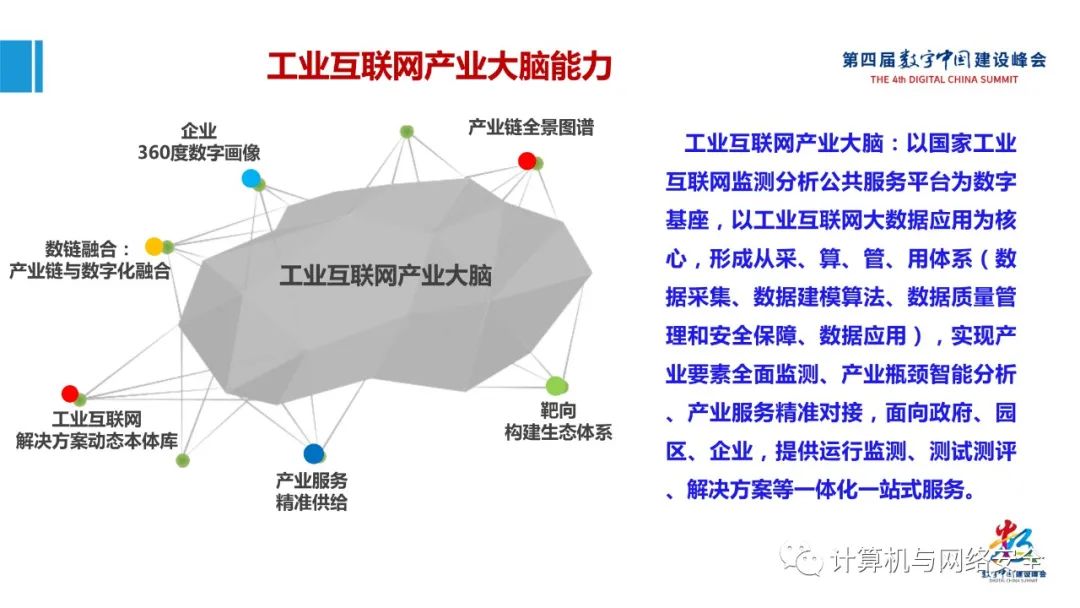 工业互联网产业大脑能力
第四届数字中国建设峰会
THE 4th DIGITAL CHINA SUMMIT
企业
360度数字画像
产业链全景图谱
数链融合：
产业链与数字化融合
工业互联网产业大脑
工业互联网
解决方案动态本体库
产业服务
精准供给
靶向
构建生态体系
工业互联网产业大脑：以国家工业
互联网监测分析公共服务平台为数字
基座，以工业互联网大数据应用为核
心，形成从采、算、管、用体系（数
据采集、数据建模算法、数据质量管
理和安全保障、数据应用），实现产
业要素全面监测、产业瓶颈智能分析
、产业服务精准对接，面向政府、园
区、企业，提供运行监测、测试测评
、解决方案等一体化一站式服务。
计算机与网络安全
数字中国建设峰会
DIGITAL CHINA SUMMIT